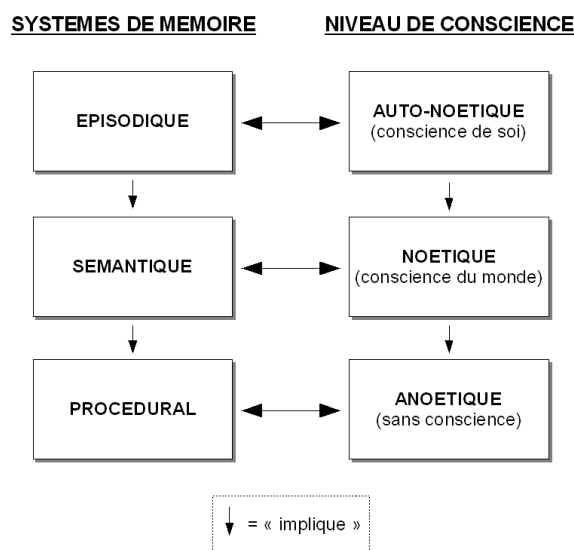 SYSTEMES DE MEMOIRE
NIVEAU DE CONSCIENCE
EPISODIQUE
AUTO-NOETIQUE
(conscience de soi)
SEMANTIQUE
NOETIQUE
(conscience du monde)
PROCEDURAL
ANOETIQUE
(sans conscience)
= « implique »